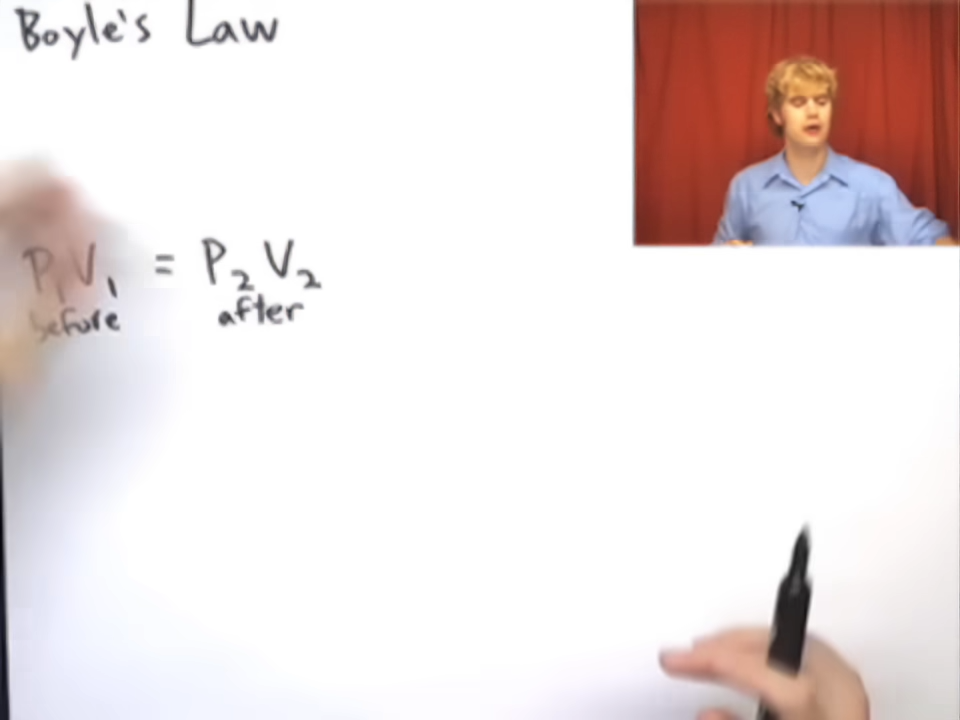 Boyle's Law
P₁V₁ = P₂V₂
before after